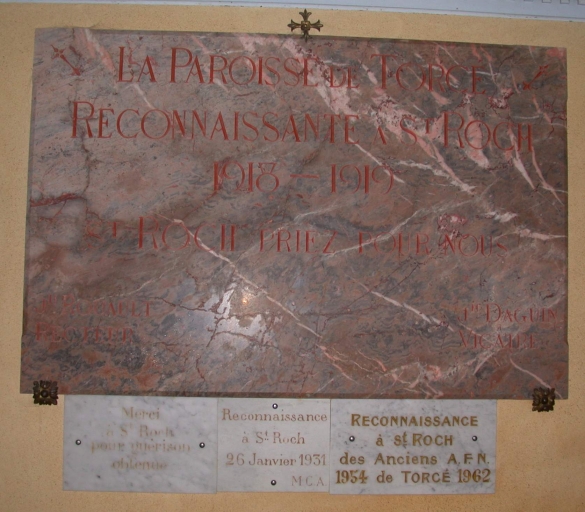 LA PAROISSE DE TORCÉ
RECONNAISSANTE A ST ROCH
1918 — 1919
ST ROCH PRIEZ POUR NOUS
DAGUIN
VICAIRE
Merci
à St Roch
pour guérison
obtenue
Reconnaissance
à St Roch
26 Janvier 1931
M.C.A.
RECONNAISSANCE
à St ROCH
des Anciens A.F.N.
1954 de TORCÉ 1962